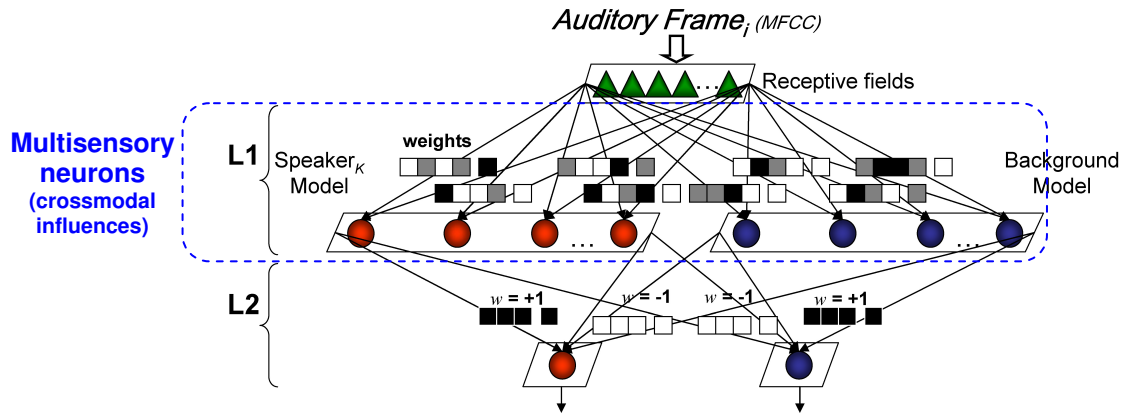 Auditory Frameᵢ (MFCC)
... Receptive fields
Multisensory
neurons
(crossmodal
influences)
L1
weights
Speaker_K
Model
Background
Model
...
...
L2
w = +1
w = -1
w = -1
w = +1